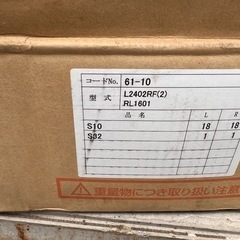 コードNo. 61-10
型式 L2402RF(2)
RL1601
品名 L R
S10 18 18
S32 1 1
⚠重量物につき取り扱い注意